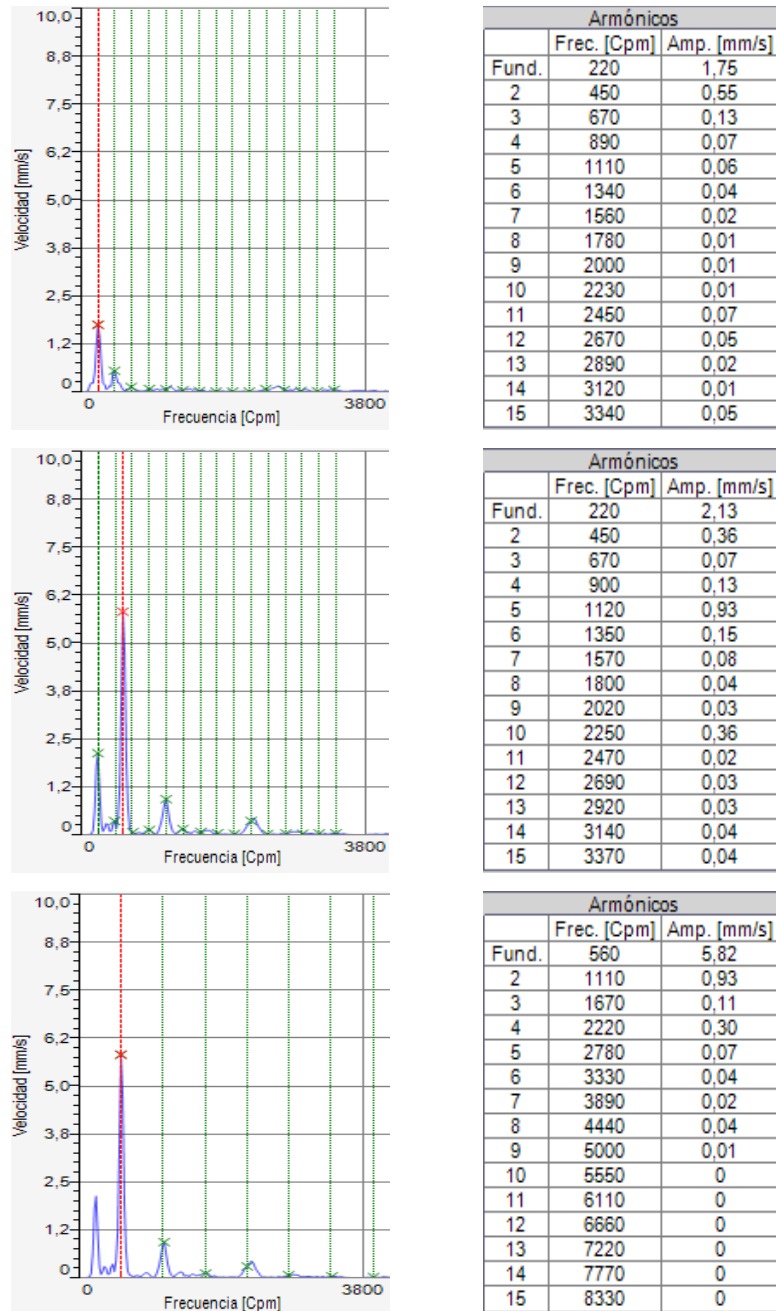 10,0
8,8
7,5
6,2
5,0
3,8
2,5
1,2
0
Velocidad [mm/s]
0 3800
Frecuencia [Cpm]
Armónicos
Frec. [Cpm] Amp. [mm/s]
Fund. 220 1,75
2 450 0,55
3 670 0,13
4 890 0,07
5 1110 0,06
6 1340 0,04
7 1560 0,02
8 1780 0,01
9 2000 0,01
10 2230 0,01
11 2450 0,07
12 2670 0,05
13 2890 0,02
14 3120 0,01
15 3340 0,05
10,0
8,8
7,5
6,2
5,0
3,8
2,5
1,2
0
Velocidad [mm/s]
0 3800
Frecuencia [Cpm]
Armónicos
Frec. [Cpm] Amp. [mm/s]
Fund. 220 2,13
2 450 0,36
3 670 0,07
4 900 0,13
5 1120 0,93
6 1350 0,15
7 1570 0,08
8 1800 0,04
9 2020 0,03
10 2250 0,36
11 2470 0,02
12 2690 0,03
13 2920 0,03
14 3140 0,04
15 3370 0,04
10,0
8,8
7,5
6,2
5,0
3,8
2,5
1,2
0
Velocidad [mm/s]
0 3800
Frecuencia [Cpm]
Armónicos
Frec. [Cpm] Amp. [mm/s]
Fund. 560 5,82
2 1110 0,93
3 1670 0,11
4 2220 0,30
5 2780 0,07
6 3330 0,04
7 3890 0,02
8 4440 0,04
9 5000 0,01
10 5550 0
11 6110 0
12 6660 0
13 7220 0
14 7770 0
15 8330 0